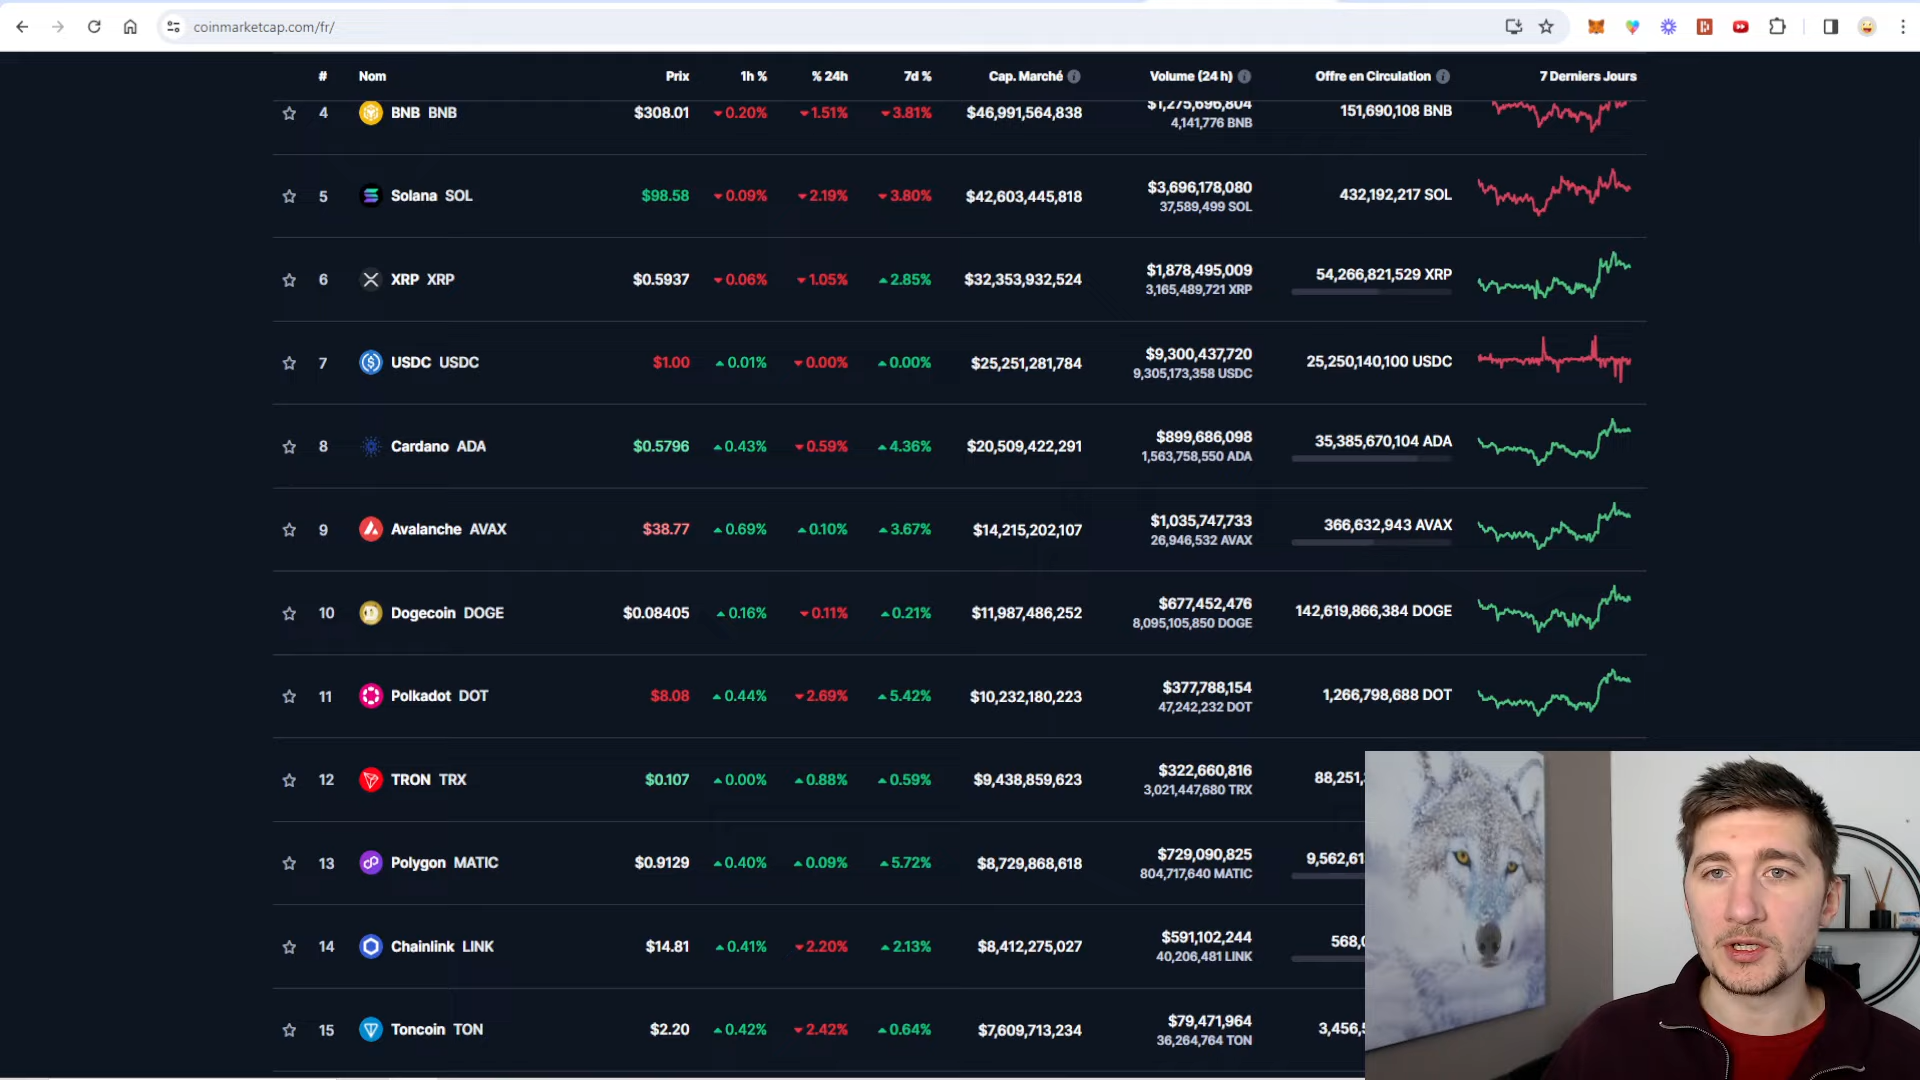 coinmarketcap.com/fr/
# Nom Prix 1h % % 24h 7d % Cap. Marché Volume (24 h) Offre en Circulation 7 Derniers Jours
4 BNB BNB $308.01 0.20% 1.51% 3.81% $46,991,564,838 $1,275,696,804 151,690,108 BNB
4,141,776 BNB
5 Solana SOL $98.58 0.09% 2.19% 3.80% $42,603,445,818 $3,696,178,080 432,192,217 SOL
37,589,499 SOL
6 XRP XRP $0.5937 0.06% 1.05% 2.85% $32,353,932,524 $1,878,495,009 54,266,821,529 XRP
3,165,489,721 XRP
7 USDC USDC $1.00 0.01% 0.00% 0.00% $25,251,281,784 $9,300,437,720 25,250,140,100 USDC
9,305,173,358 USDC
8 Cardano ADA $0.5796 0.43% 0.59% 4.36% $20,509,422,291 $899,686,098 35,385,670,104 ADA
1,563,758,550 ADA
9 Avalanche AVAX $38.77 0.69% 0.10% 3.67% $14,215,202,107 $1,035,747,733 366,632,943 AVAX
26,946,532 AVAX
10 Dogecoin DOGE $0.08405 0.16% 0.11% 0.21% $11,987,486,252 $677,452,476 142,619,866,384 DOGE
8,095,105,850 DOGE
11 Polkadot DOT $8.08 0.44% 2.69% 5.42% $10,232,180,223 $377,788,154 1,266,798,688 DOT
47,242,232 DOT
12 TRON TRX $0.107 0.00% 0.88% 0.59% $9,438,859,623 $322,660,816 88,251,
3,021,447,680 TRX
13 Polygon MATIC $0.9129 0.40% 0.09% 5.72% $8,729,868,618 $729,090,825 9,562,61
804,717,640 MATIC
14 Chainlink LINK $14.81 0.41% 2.20% 2.13% $8,412,275,027 $591,102,244 568,0
40,206,481 LINK
15 Toncoin TON $2.20 0.42% 2.42% 0.64% $7,609,713,234 $79,471,964 3,456,5
36,264,764 TON